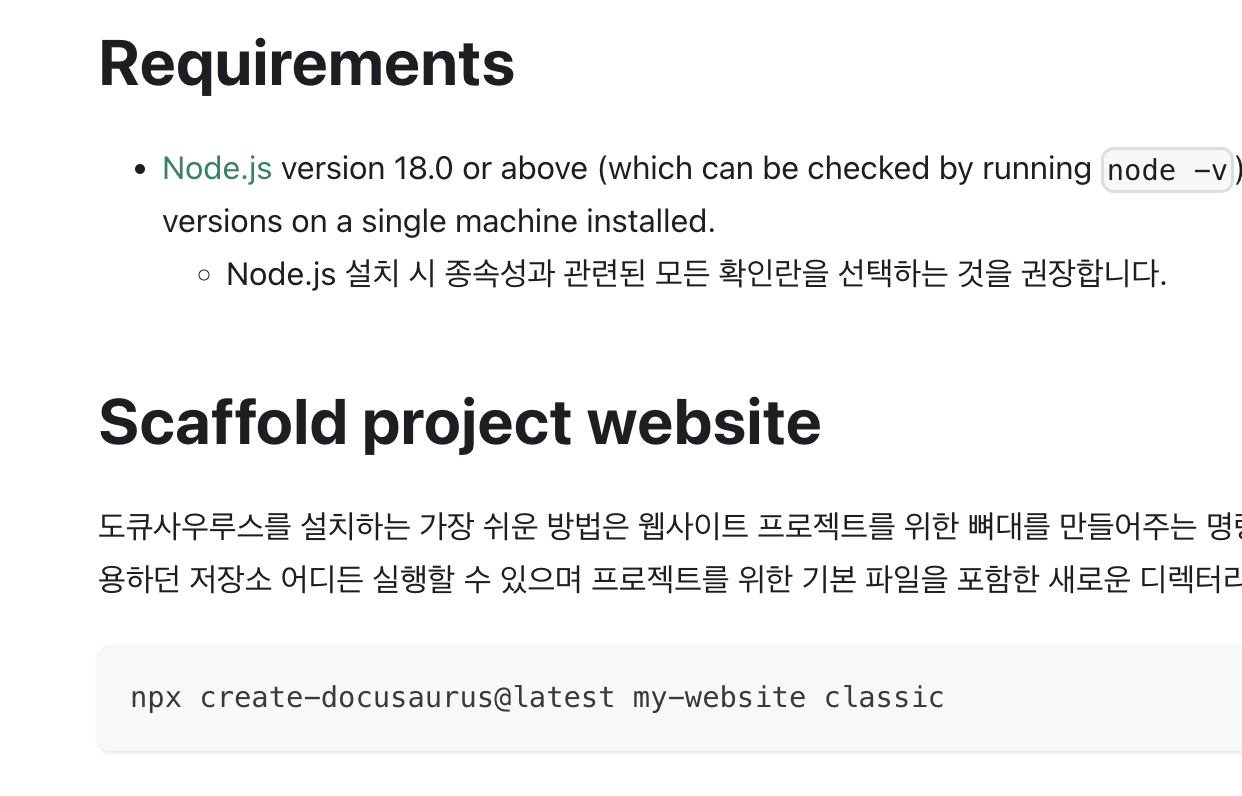 Requirements
• Node.js version 18.0 or above (which can be checked by running node -v)
versions on a single machine installed.
◦ Node.js 설치 시 종속성과 관련된 모든 확인란을 선택하는 것을 권장합니다.
Scaffold project website
도큐사우루스를 설치하는 가장 쉬운 방법은 웹사이트 프로젝트를 위한 뼈대를 만들어주는
용하던 저장소 어디든 실행할 수 있으며 프로젝트를 위한 기본 파일을 포함한 새로운 디렉터리
npx create-docusaurus@latest my-website classic